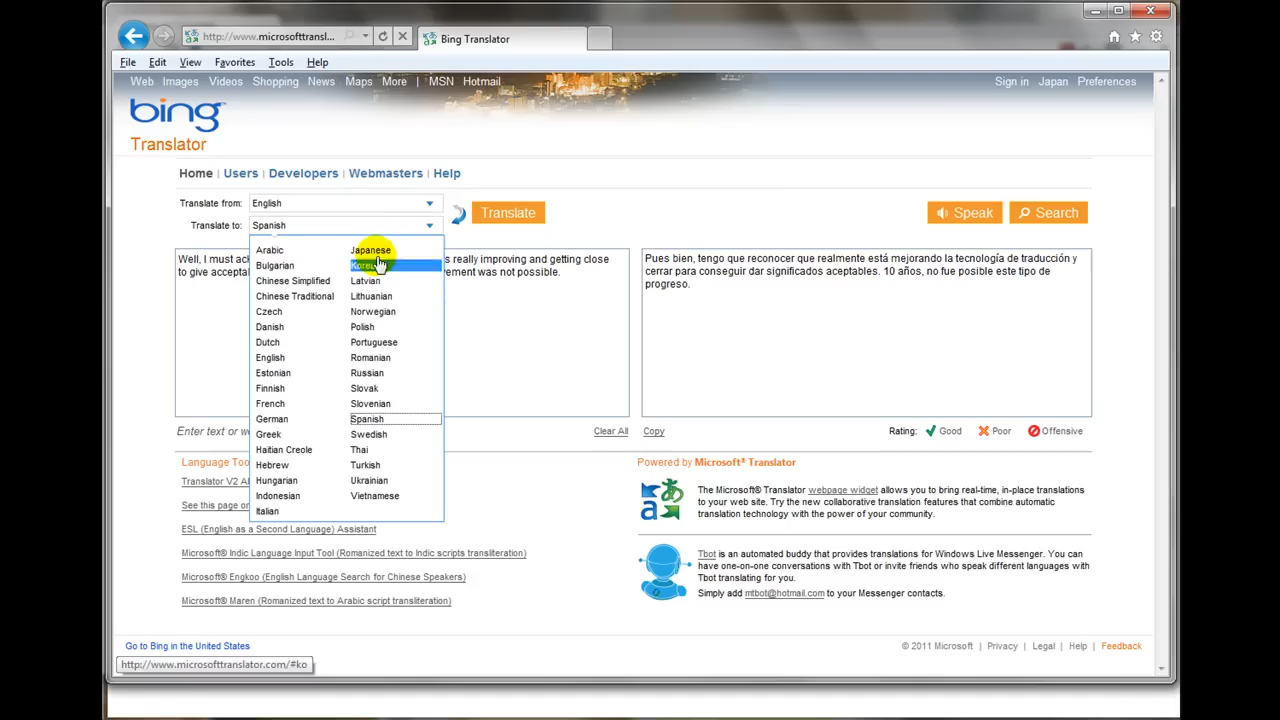 http://www.microsofttransl...
Bing Translator
File Edit View Favorites Tools Help
Web Images Videos Shopping News Maps More | MSN Hotmail
Sign in Japan Preferences
bing™
Translator
Home | Users | Developers | Webmasters | Help
Translate from: English
Translate
Speak
Search
Translate to: Spanish
Arabic Japanese
Bulgarian
Chinese Simplified Latvian
Chinese Traditional Lithuanian
Czech Norwegian
Danish Polish
Dutch Portuguese
English Romanian
Estonian Russian
Finnish Slovak
French Slovenian
German Spanish
Greek Swedish
Haitian Creole Thai
Hebrew Turkish
Hungarian Ukrainian
Indonesian Vietnamese
Italian
Well, I must
s really improving and getting close
to give
vement was not possible.
Pues bien, tengo que reconocer que realmente está mejorando la tecnología de traducción y
cerrar para conseguir dar significados aceptables. 10 años, no fue posible este tipo de
progreso.
Enter text or
Clear All
Copy
Rating: Good Poor Offensive
Language
Translator V2
See this page
ESL (English as a Second Language) Assistant
Microsoft® Indic Language Input Tool (Romanized text to Indic scripts transliteration)
Microsoft® Engkoo (English Language Search for Chinese Speakers)
Microsoft® Maren (Romanized text to Arabic script transliteration)
Powered by Microsoft® Translator
The Microsoft® Translator webpage widget allows you to bring real-time, in-place translations
to your web site. Try the new collaborative translation features that combine automatic
translation technology with the power of your community.
Tbot is an automated buddy that provides translations for Windows Live Messenger. You can
have one-on-one conversations with Tbot or invite friends who speak different languages with
Tbot translating for you.
Simply add mtbot@hotmail.com to your Messenger contacts.
Go to Bing in the United States
© 2011 Microsoft | Privacy | Legal | Help | Feedback
http://www.microsofttranslator.com/#ko